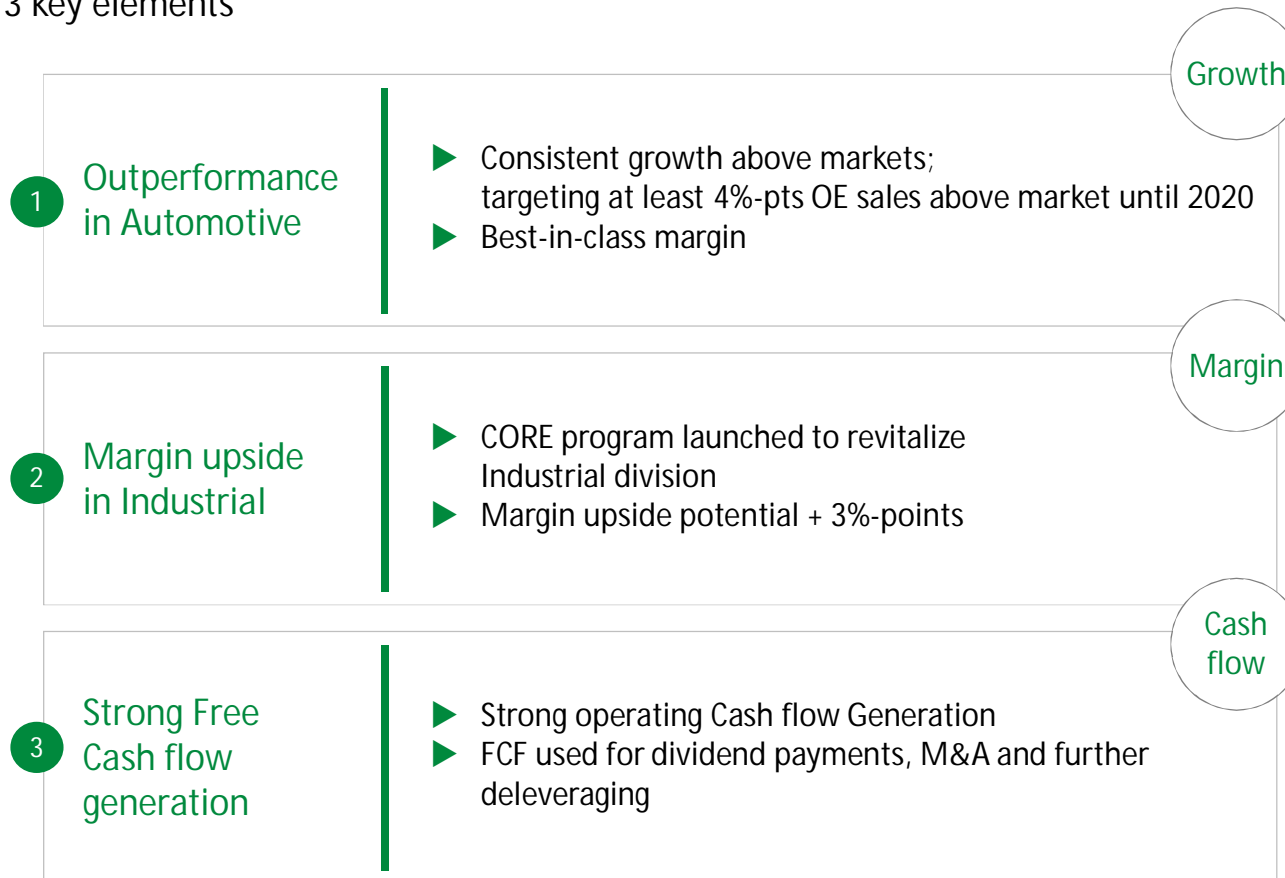 3 key elements
Growth
1
Outperformance
in Automotive
► Consistent growth above markets;
targeting at least 4%-pts OE sales above market until 2020
► Best-in-class margin
Margin
2
Margin upside
in Industrial
► CORE program launched to revitalize
Industrial division
► Margin upside potential + 3%-points
Cash
flow
3
Strong Free
Cash flow
generation
► Strong operating Cash flow Generation
► FCF used for dividend payments, M&A and further
deleveraging